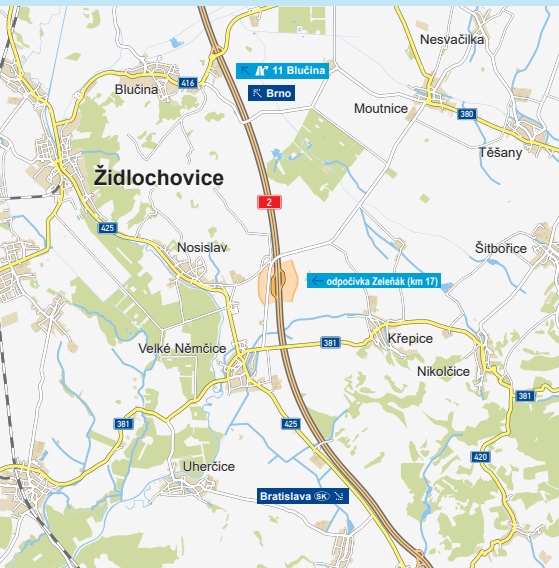 Nesvačilka
11 Blučina
416
Blučina
Brno
Moutnice
380
Těšany
Židlochovice
2
425
Nosislav
Šitbořice
odpočívka Zeleňák (km 17)
Křepice
381
Velké Němčice
Nikolčice
381
381
425
420
Uherčice
Bratislava SK